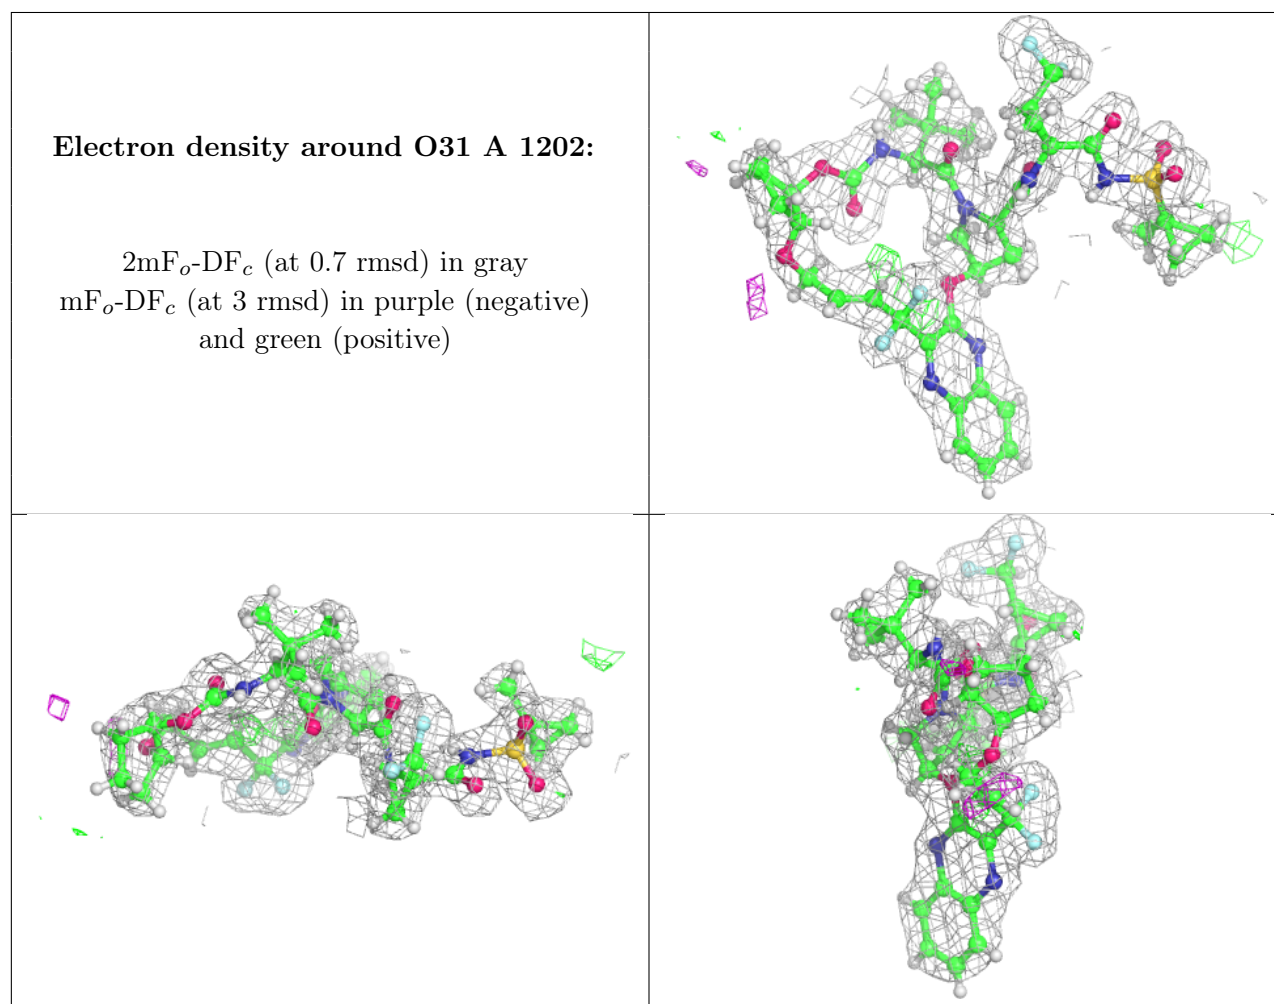 Electron density around O31 A 1202:
2mFₒ-DF𝒸 (at 0.7 rmsd) in gray
mFₒ-DF𝒸 (at 3 rmsd) in purple (negative)
and green (positive)